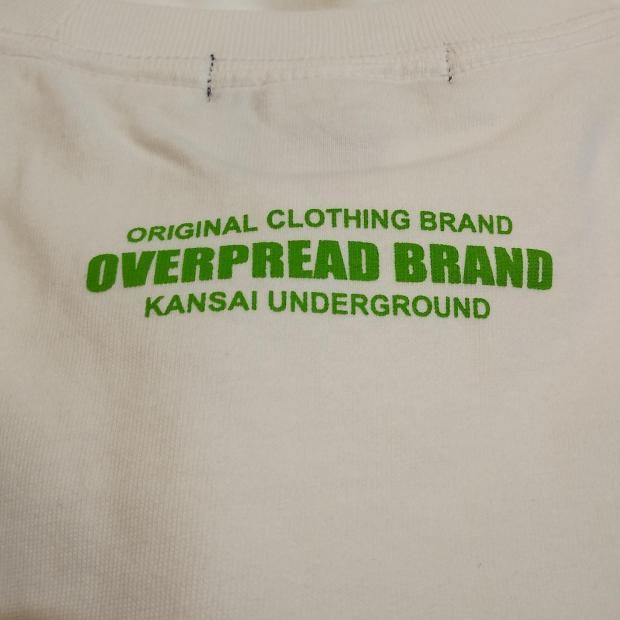 ORIGINAL CLOTHING BRAND
OVERPREAD BRAND
KANSAI UNDERGROUND